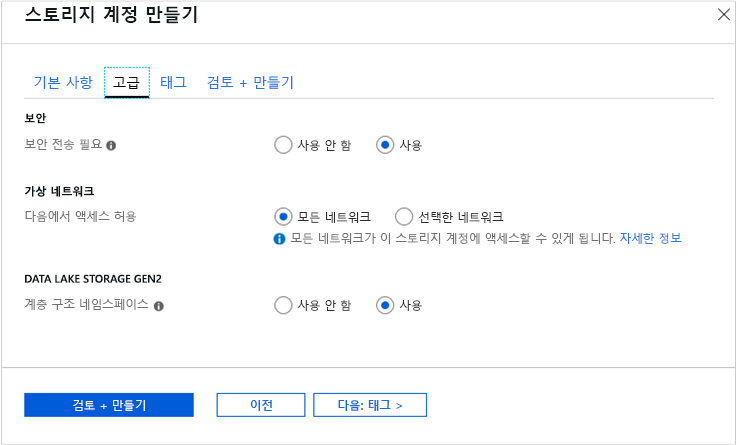 스토리지 계정 만들기
기본 사항 고급 태그 검토 + 만들기
보안
보안 전송 필요 사용 안 함 사용
가상 네트워크
다음에서 액세스 허용 모든 네트워크 선택한 네트워크
모든 네트워크가 이 스토리지 계정에 액세스할 수 있게 됩니다. 자세한 정보
DATA LAKE STORAGE GEN2
계층 구조 네임스페이스 사용 안 함 사용
검토 + 만들기 이전 다음: 태그 >